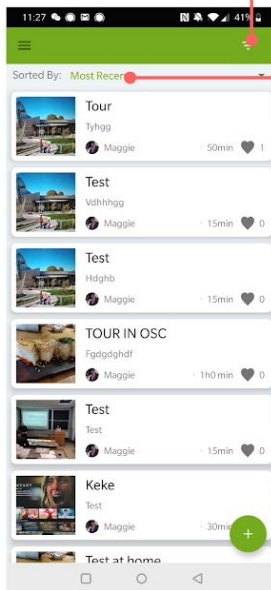 11:27
41%
Sorted By: Most Recent
Tour
Tyhgg
Maggie
50min 1
Test
Vdhhhgg
Maggie
15min 0
Test
Hdghb
Maggie
15min 0
TOUR IN OSC
Fgdgdghdf
Maggie
1h0 min 0
Test
Test
Maggie
15min 0
Keke
Test
Maggie
30min
Test at home